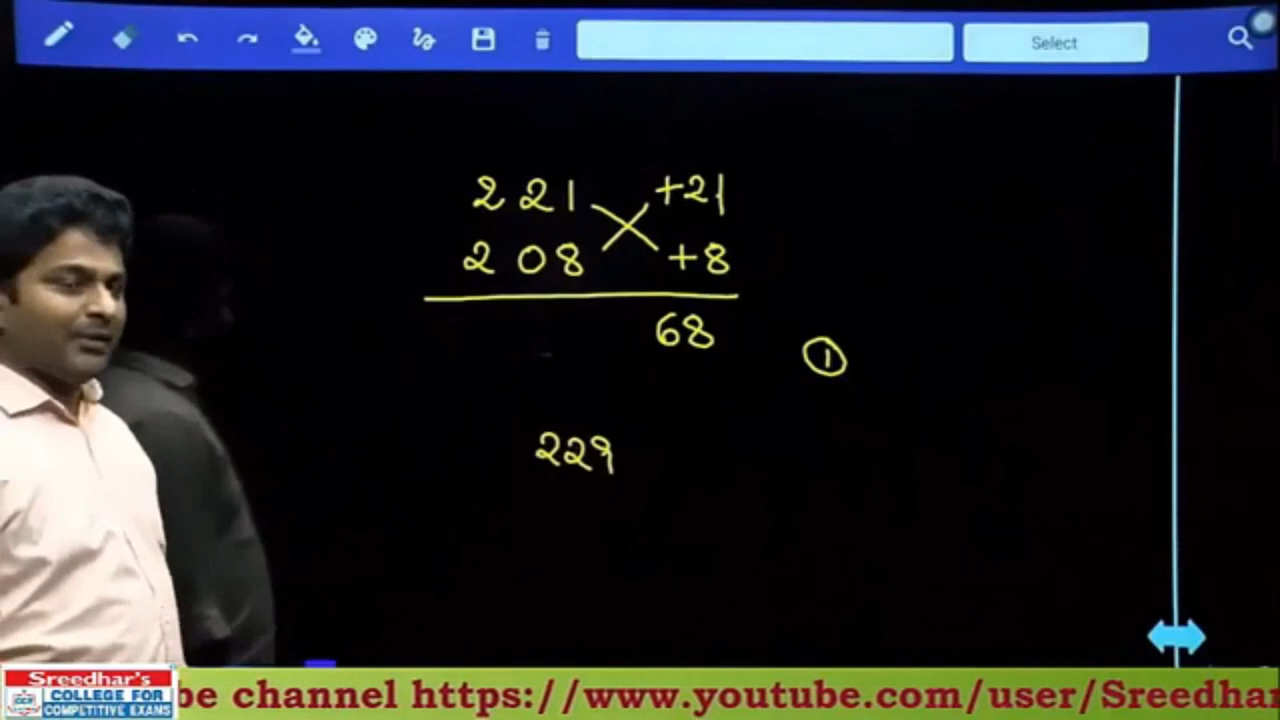 Select
221 +21
208 +8
68
1
229
Sreedhar's
COLLEGE FOR
COMPETITIVE EXAMS
be channel https://www.youtube.com/user/Sreedhar